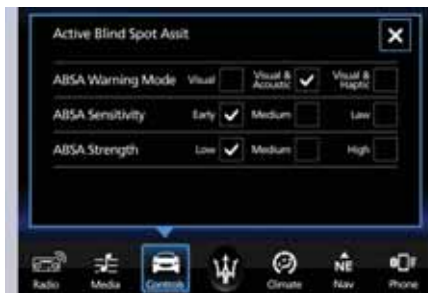 Active Blind Spot Assit
ABSA Warning Mode Visual Visual & Acoustic Visual & Haptic
ABSA Sensitivity Early Medium Law
ABSA Strength Low Medium High
Radio Media Controls Climate NE Nav Phone